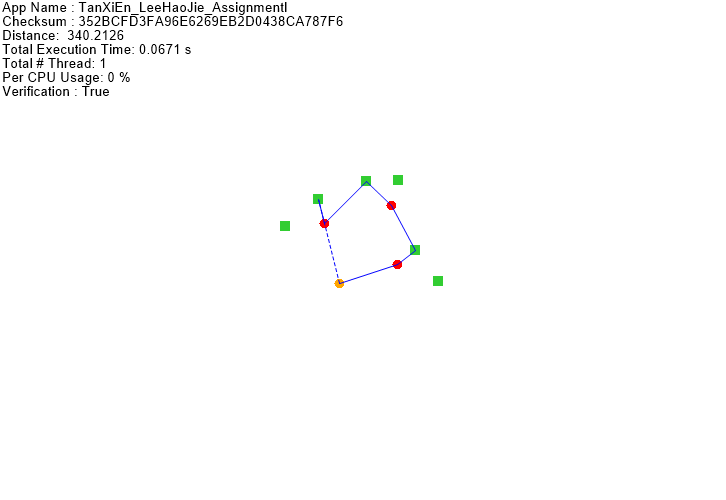 App Name : TanXiEn_LeeHaoJie_AssignmentI
Checksum : 352BCFD3FA96E6269EB2D0438CA787F6
Distance:  340.2126
Total Execution Time: 0.0671 s
Total # Thread: 1
Per CPU Usage: 0 %
Verification : True